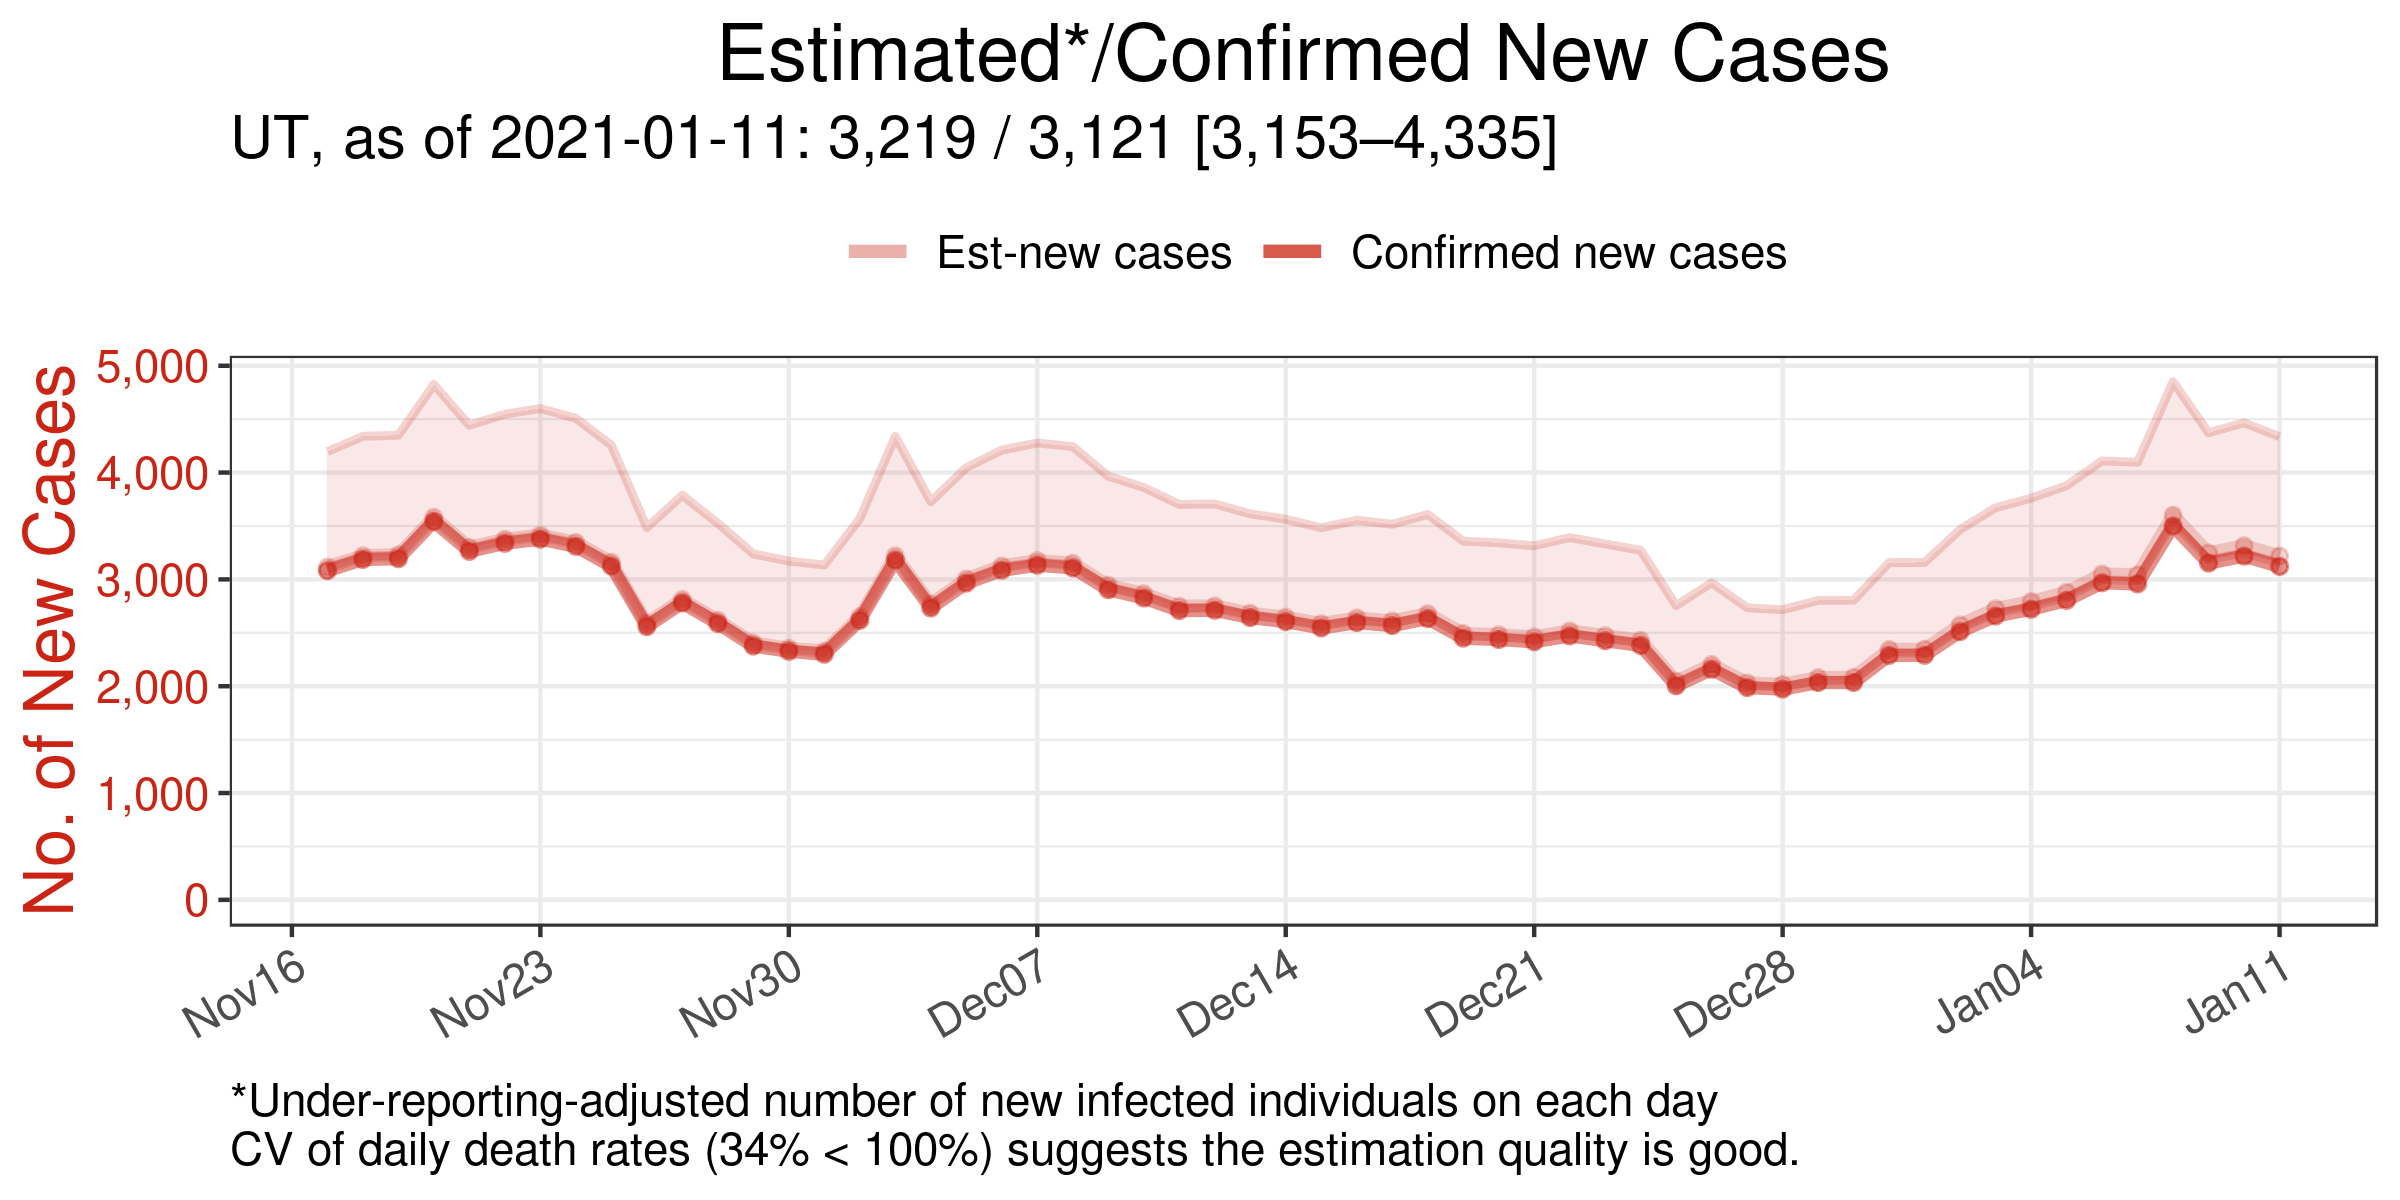 Estimated*/Confirmed New Cases
UT, as of 2021-01-11: 3,219 / 3,121 [3,153–4,335]
Est-new cases
Confirmed new cases
No. of New Cases
5,000
4,000
3,000
2,000
1,000
0
Nov16
Nov23
Nov30
Dec07
Dec14
Dec21
Dec28
Jan04
Jan11
*Under-reporting-adjusted number of new infected individuals on each day
CV of daily death rates (34% < 100%) suggests the estimation quality is good.